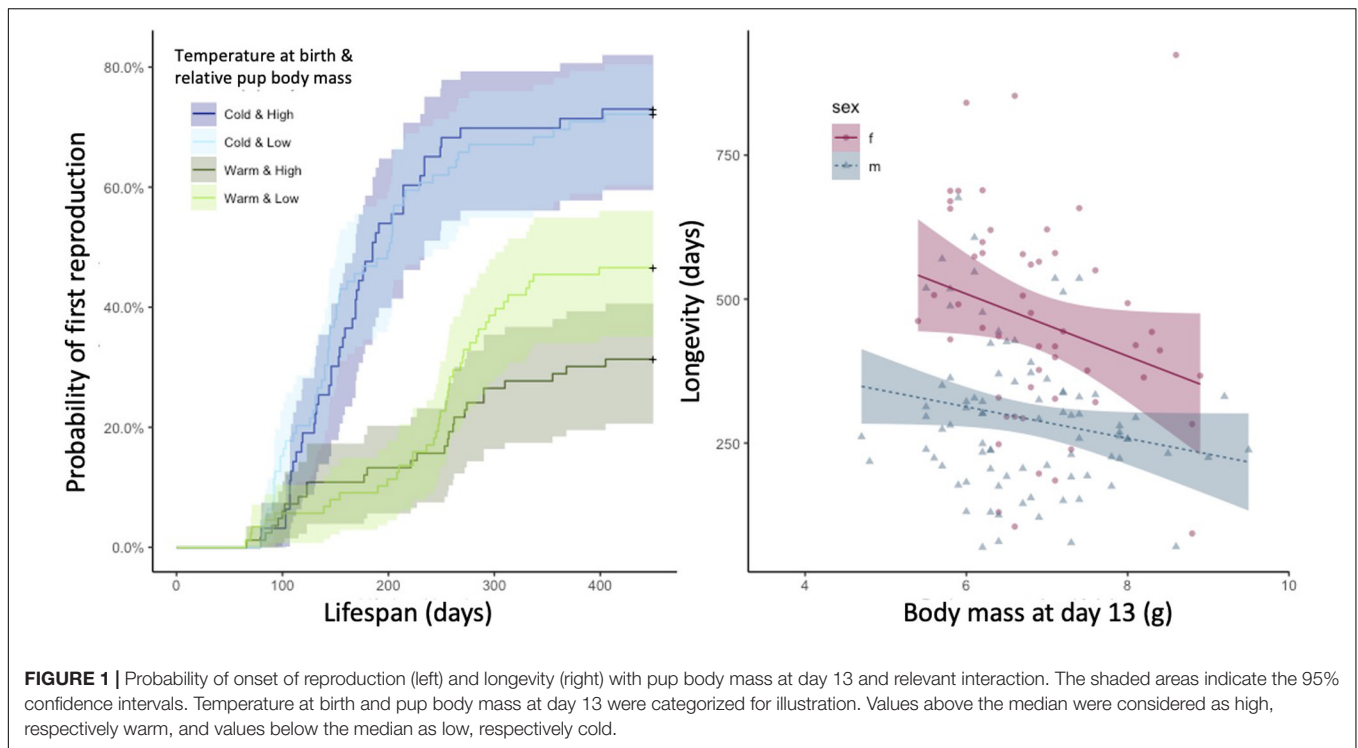 Temperature at birth &
relative pup body mass
Cold & High
Cold & Low
Warm & High
Warm & Low
80.0%
60.0%
40.0%
20.0%
0.0%
Probability of first reproduction
0 100 200 300 400
Lifespan (days)
sex
f
m
750
500
250
Longevity (days)
4 6 8 10
Body mass at day 13 (g)
FIGURE 1 | Probability of onset of reproduction (left) and longevity (right) with pup body mass at day 13 and relevant interaction. The shaded areas indicate the 95%
confidence intervals. Temperature at birth and pup body mass at day 13 were categorized for illustration. Values above the median were considered as high,
respectively warm, and values below the median as low, respectively cold.